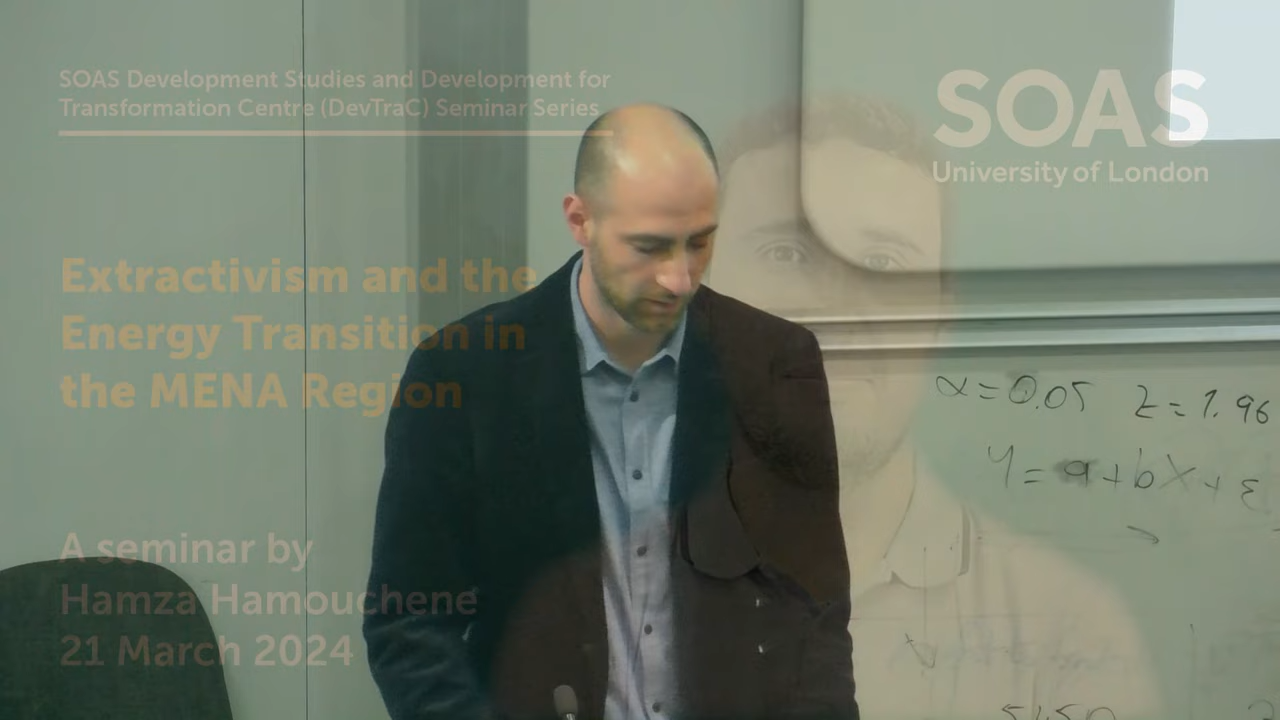 SOAS Development Studies and Development for
Transformation Centre (DevTraC) Seminar Series
SOAS
University of London
Extractivism and the
Energy Transition in
the MENA Region
A seminar by
Hamza Hamouchene
21 March 2024
α=0.05 Z=1.96
Y=a+bX+ε